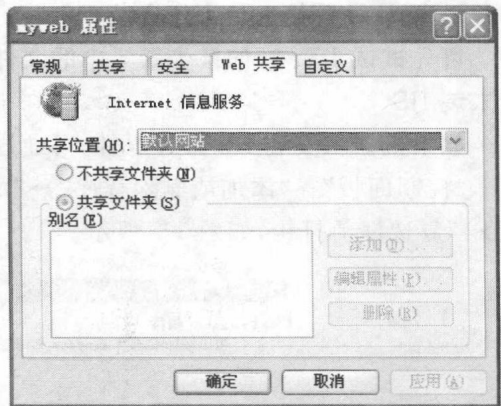 myweb 属性
常规 共享 安全 Web 共享 自定义
Internet 信息服务
共享位置(H): 默认网站
不共享文件夹(N)
共享文件夹(S)
别名(E)
添加(D)...
编辑属性(P)
删除(R)
确定 取消 应用(A)